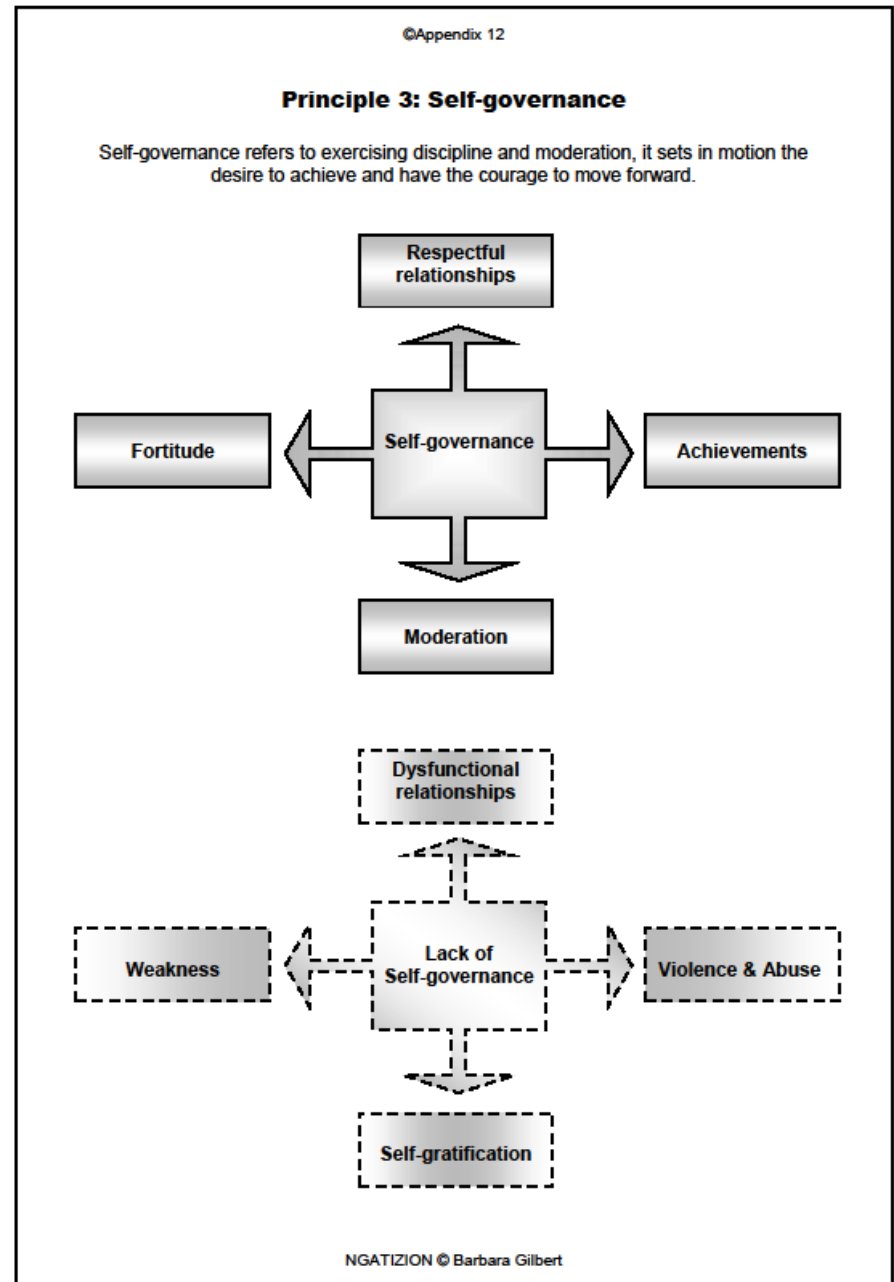 ©Appendix 12
Principle 3: Self-governance
Self-governance refers to exercising discipline and moderation, it sets in motion the
desire to achieve and have the courage to move forward.
Respectful
relationships
Fortitude
Self-governance
Achievements
Moderation
Dysfunctional
relationships
Weakness
Lack of
Self-governance
Violence & Abuse
Self-gratification
NGATIZION © Barbara Gilbert